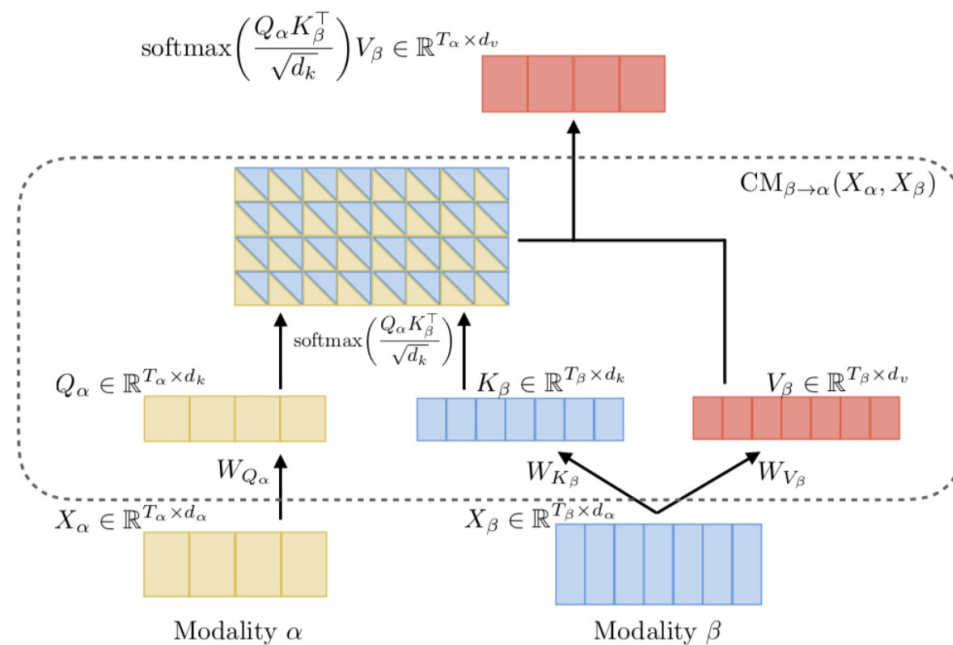 softmax(Q_α K_β^⊤ / √d_k) V_β ∈ ℝ^{T_α×d_v}
CM_{β→α}(X_α, X_β)
softmax(Q_α K_β^⊤ / √d_k)
Q_α ∈ ℝ^{T_α×d_k}
K_β ∈ ℝ^{T_β×d_k}
V_β ∈ ℝ^{T_β×d_v}
W_{Q_α}
W_{K_β}
W_{V_β}
X_α ∈ ℝ^{T_α×d_α}
X_β ∈ ℝ^{T_β×d_α}
Modality α
Modality β